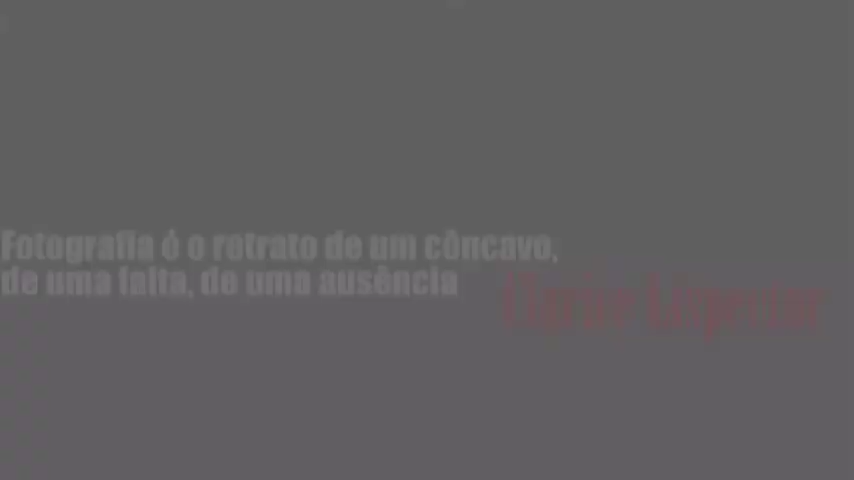 Fotografia é o retrato de um côncavo,
de uma falta, de uma ausência
Clarice Lispector